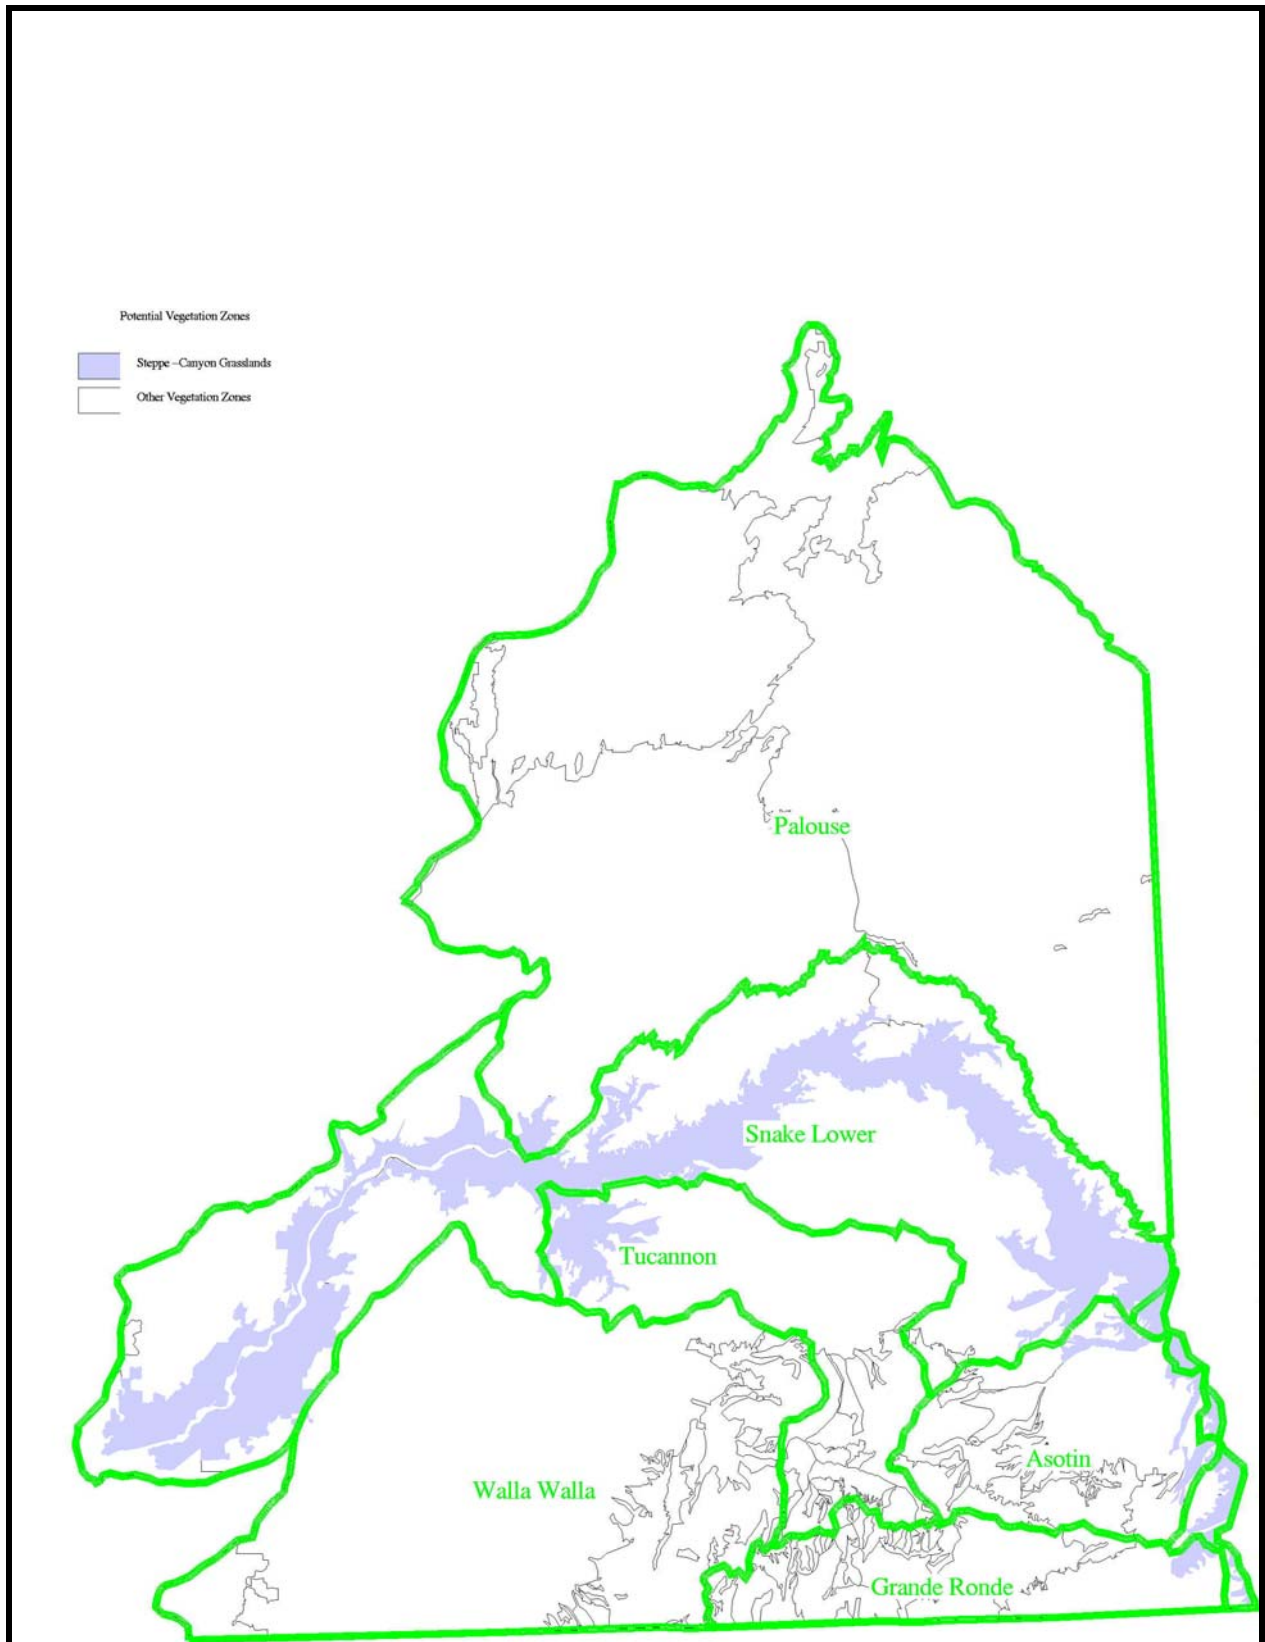 Potential Vegetation Zones
Steppe –Canyon Grasslands
Other Vegetation Zones
Palouse
Snake Lower
Tucannon
Asotin
Walla Walla
Grande Ronde